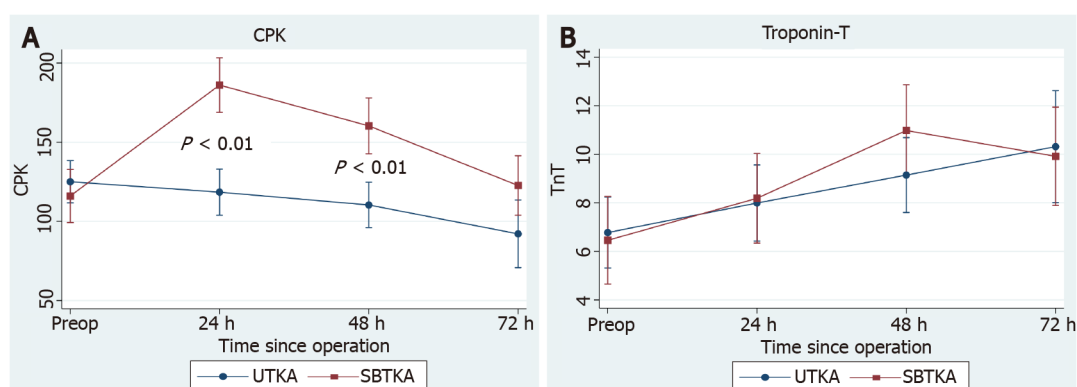 A
CPK
200
150
100
50
CPK
P < 0.01
P < 0.01
Preop 24 h 48 h 72 h
Time since operation
UTKA SBTKA
B
Troponin-T
14
12
10
8
6
4
TnT
Preop 24 h 48 h 72 h
Time since operation
UTKA SBTKA